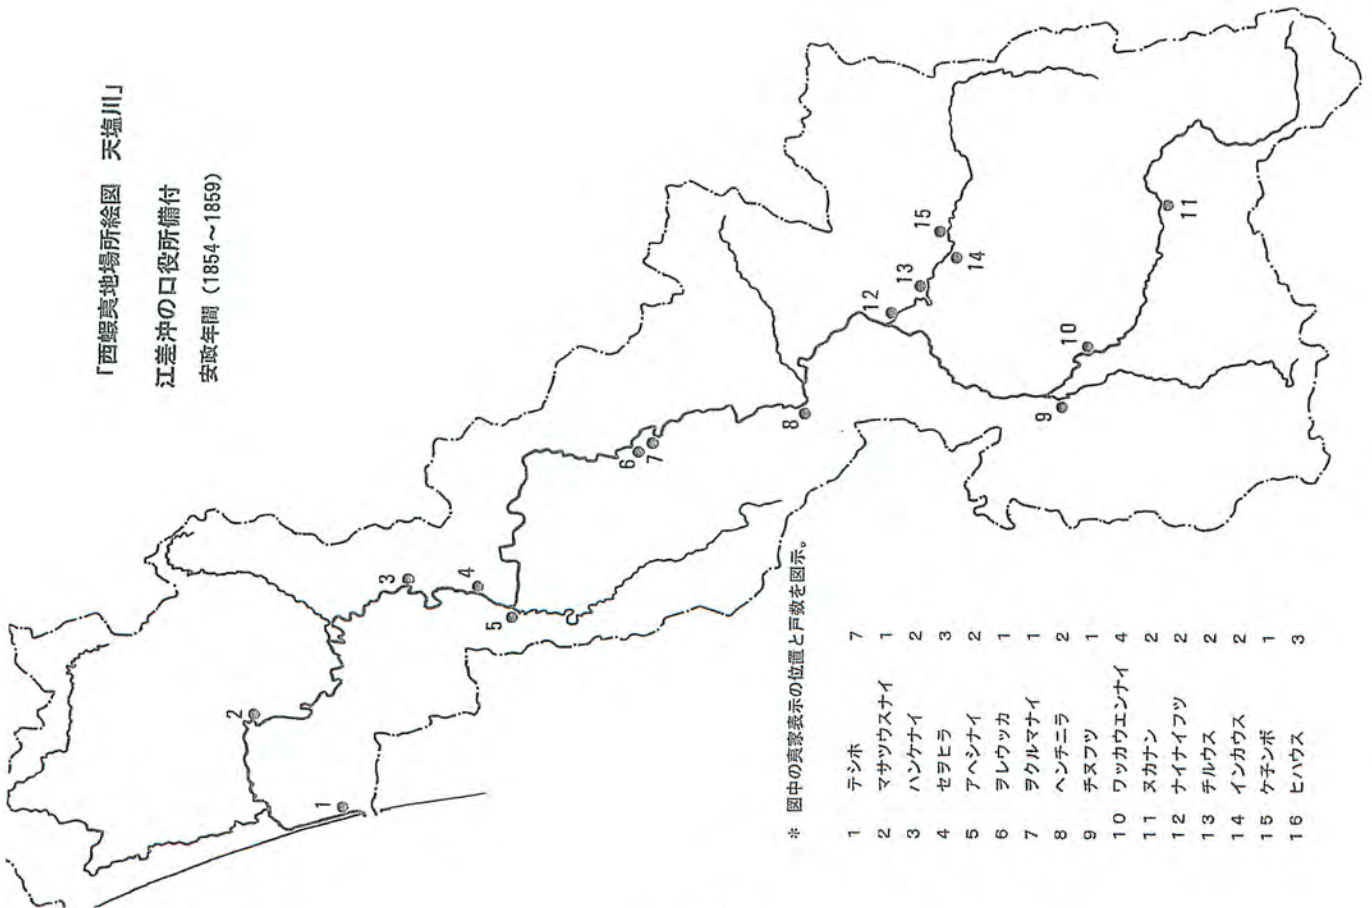 「西蝦夷地場所絵図　天塩川」
江差沖の口役所備付
安政年間（1854～1859）
＊ 図中の夷家表示の位置と戸数を図示。
1 テシホ 7
2 マサツウスナイ 1
3 ハンケナイ 2
4 セヲヒラ 3
5 アベシナイ 2
6 ヲレウッカ 1
7 ヲクルマナイ 1
8 ヘンチニラ 2
9 チヌフツ 1
10 ワッカウエンナイ 4
11 ヌカナン 2
12 ナイナイフツ 2
13 チルウス 2
14 インカウス 2
15 ケ子ンボ 1
16 ヒハウス 3
1
2
3
4
5
6
7
8
9
10
11
12
13
14
15